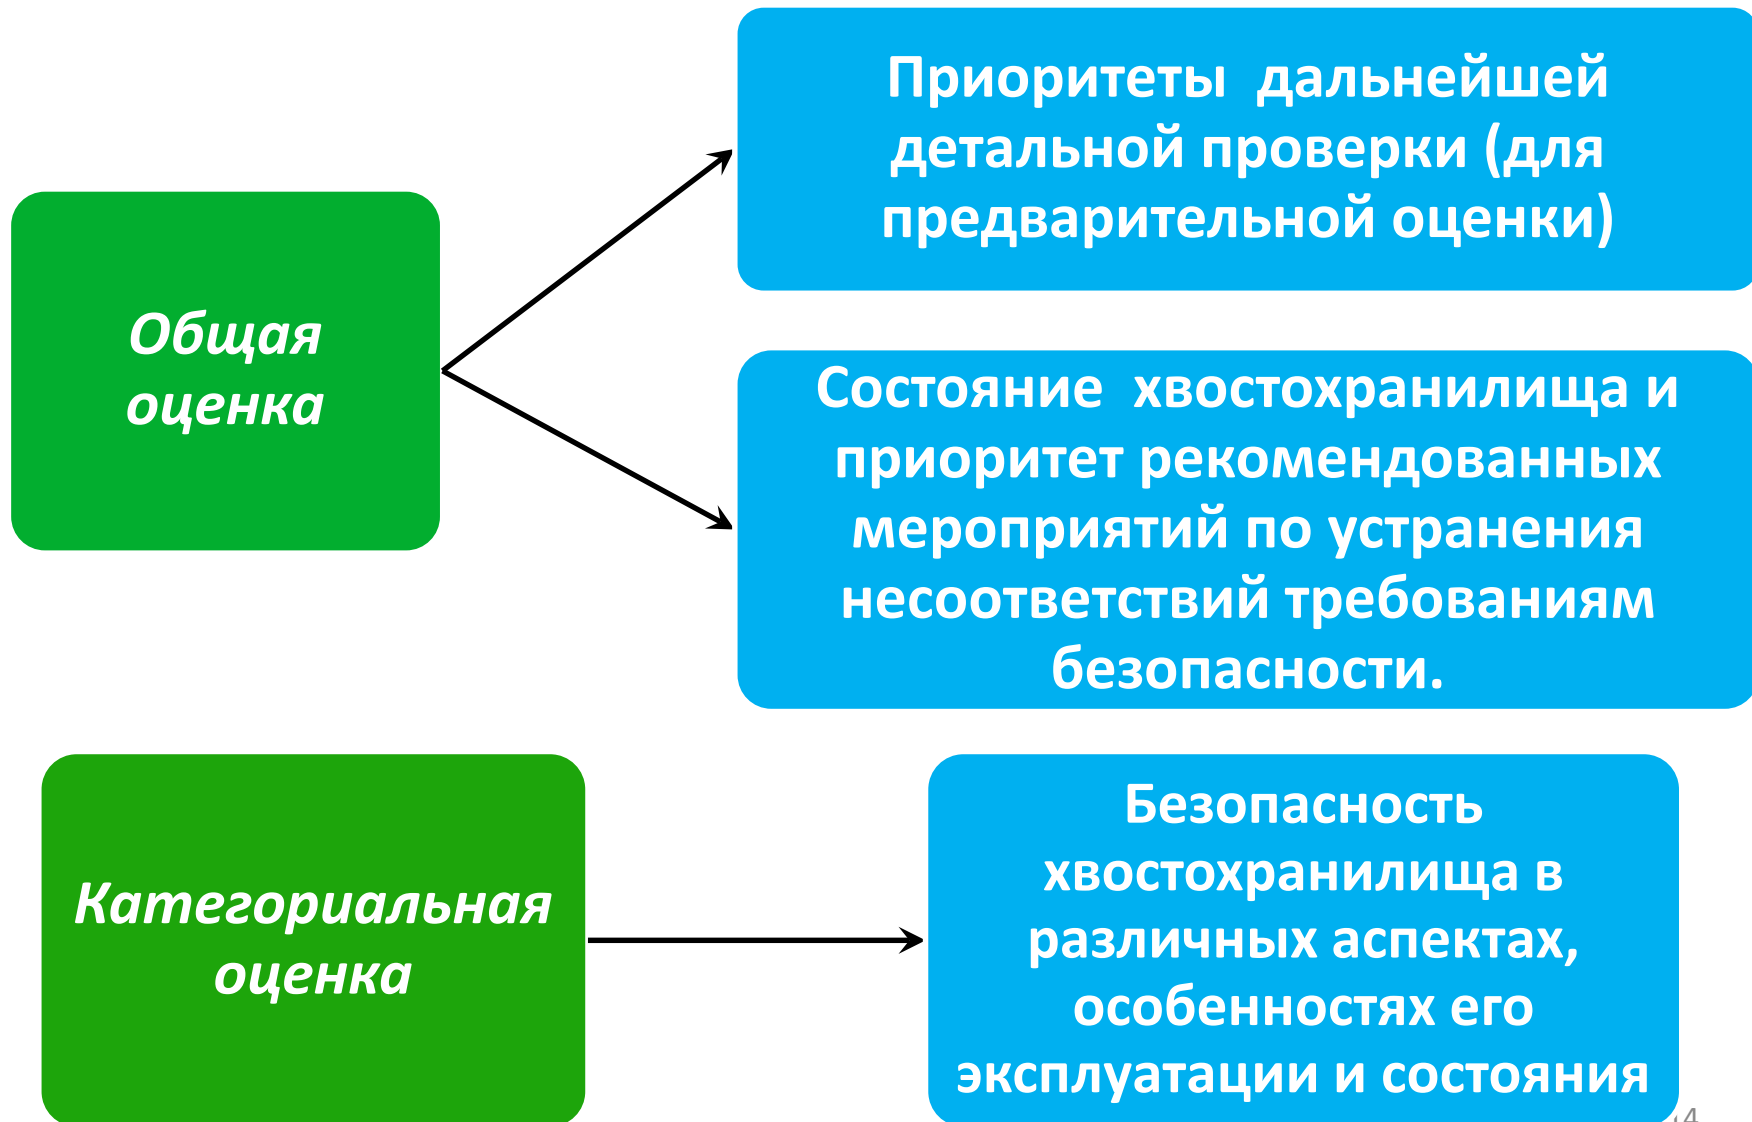 Приоритеты дальнейшей
детальной проверки (для
предварительной оценки)
Общая
оценка
Состояние хвостохранилища и
приоритет рекомендованных
мероприятий по устранения
несоответствий требованиям
безопасности.
Категориальная
оценка
Безопасность
хвостохранилища в
различных аспектах,
особенностях его
эксплуатации и состояния